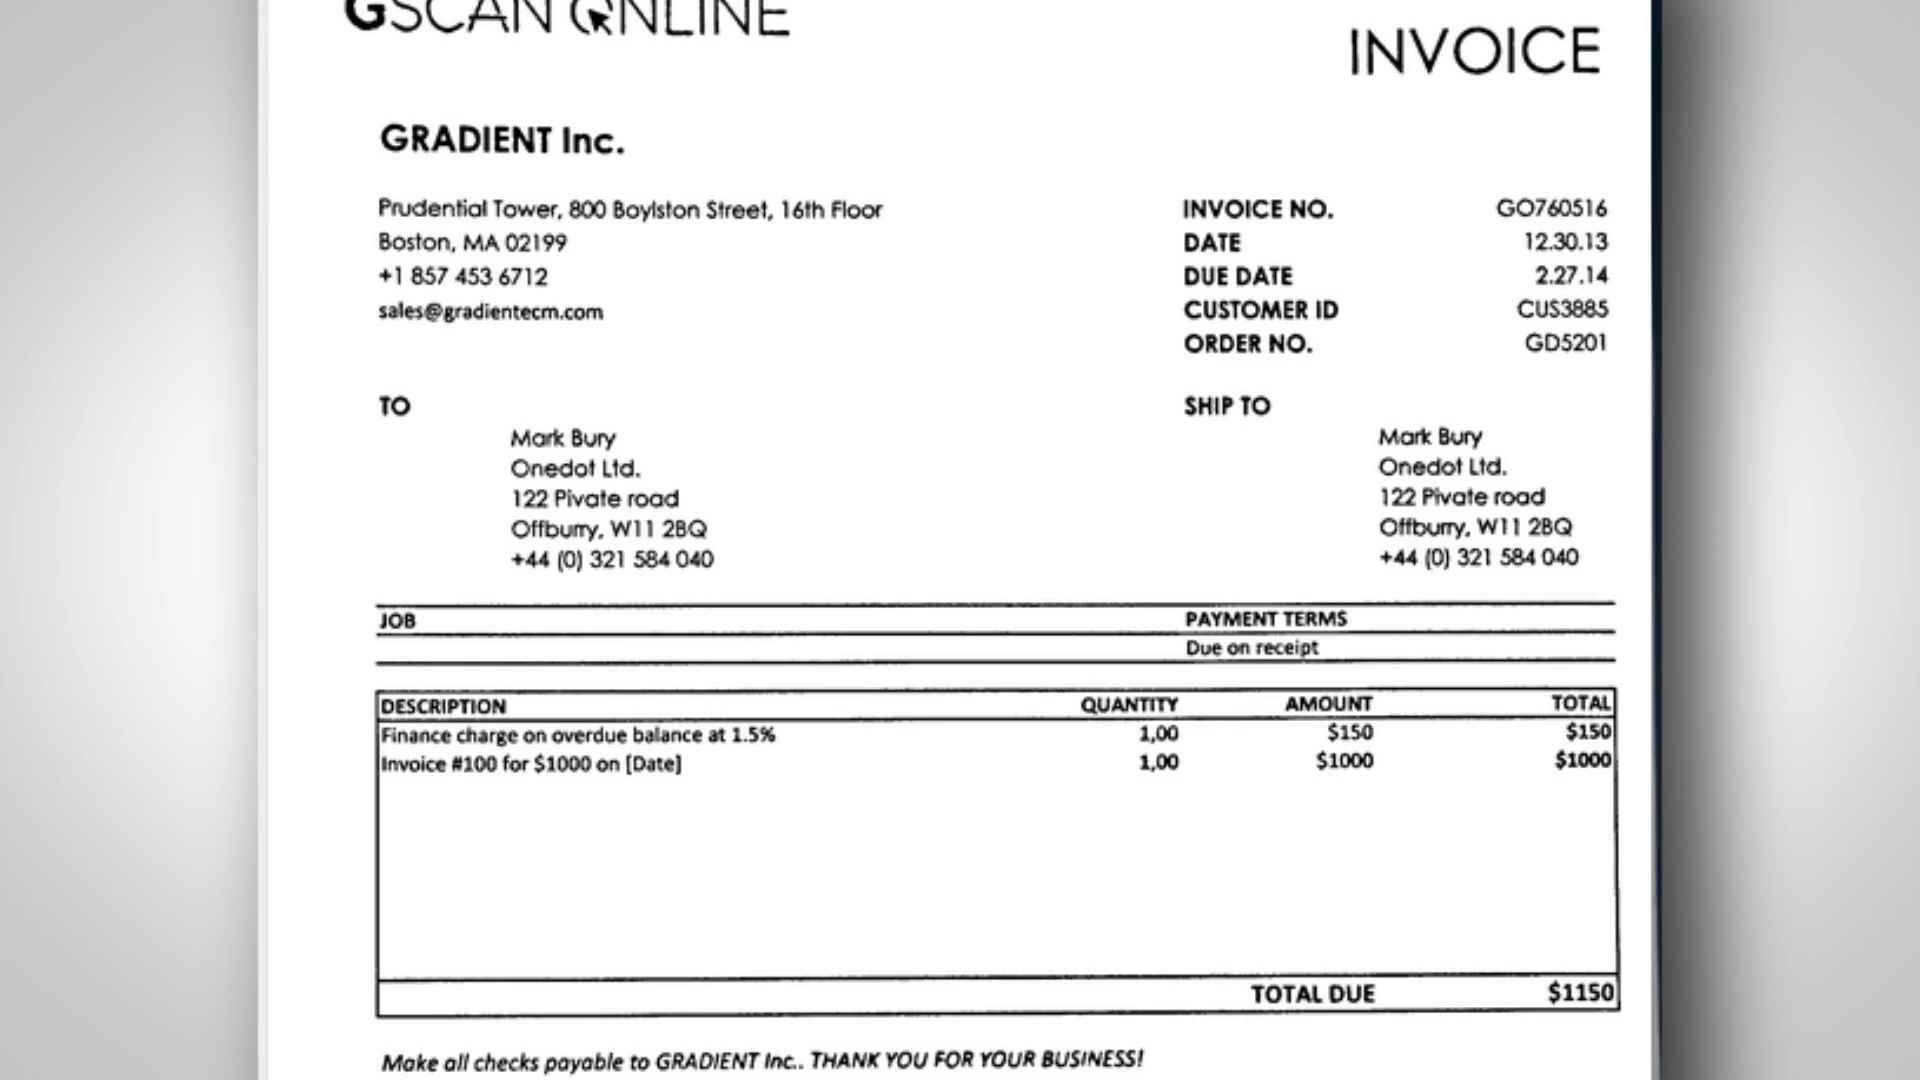 GSCAN ONLINE
INVOICE
GRADIENT Inc.
Prudential Tower, 800 Boylston Street, 16th Floor
Boston, MA 02199
+1 857 453 6712
sales@gradientecm.com
INVOICE NO. GO760516
DATE 12.30.13
DUE DATE 2.27.14
CUSTOMER ID CUS3885
ORDER NO. GD5201
TO
Mark Bury
Onedot Ltd.
122 Pivate road
Offburry, W11 2BQ
+44 (0) 321 584 040
SHIP TO
Mark Bury
Onedot Ltd.
122 Pivate road
Offburry, W11 2BQ
+44 (0) 321 584 040
JOB PAYMENT TERMS
Due on receipt
DESCRIPTION QUANTITY AMOUNT TOTAL
Finance charge on overdue balance at 1.5% 1,00 $150 $150
Invoice #100 for $1000 on [Date] 1,00 $1000 $1000
TOTAL DUE $1150
Make all checks payable to GRADIENT Inc.. THANK YOU FOR YOUR BUSINESS!